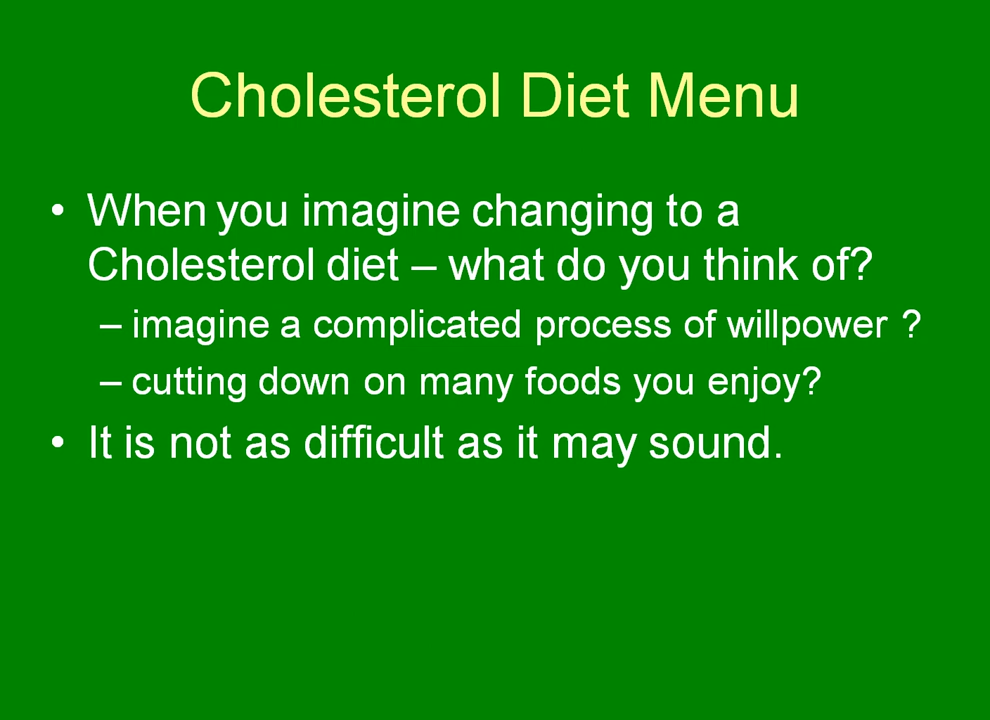 Cholesterol Diet Menu
• When you imagine changing to a
Cholesterol diet – what do you think of?
– imagine a complicated process of willpower ?
– cutting down on many foods you enjoy?
• It is not as difficult as it may sound.